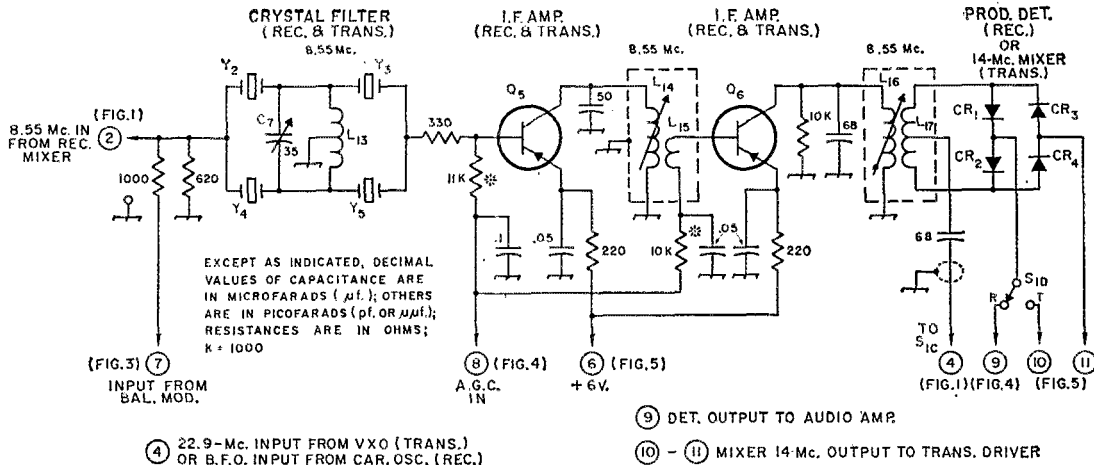 CRYSTAL FILTER
(REC. & TRANS.)
8.55 Mc.
I.F. AMP.
(REC. & TRANS.)
I.F. AMP.
(REC. & TRANS.)
PROD. DET.
(REC.)
OR
14-Mc. MIXER
(TRANS.)
8.55 Mc.
8.55 Mc.
Y2
Y3
Q5
L14
Q6
L16
(FIG.1)
2
8.55 Mc. IN
FROM REC.
MIXER
C7
35
L13
330
50
L15
10K
68
L17
CR1
CR3
CR2
CR4
1000
620
Y4
Y5
11K
※
.1
.05
220
10K
※
.05
220
68
S1D
R
T
EXCEPT AS INDICATED, DECIMAL
VALUES OF CAPACITANCE ARE
IN MICROFARADS (μf.); OTHERS
ARE IN PICOFARADS (pf. OR μμf.);
RESISTANCES ARE IN OHMS;
K = 1000
TO
S1C
(FIG.3) 7
INPUT FROM
BAL. MOD.
8 (FIG.4)
A.G.C.
IN
6 (FIG.5)
+6V.
4
9
10
11
(FIG.1) (FIG.4)
(FIG.5)
9 DET. OUTPUT TO AUDIO AMP.
4 22.9-Mc. INPUT FROM VXO (TRANS.)
OR B.F.O. INPUT FROM CAR. OSC. (REC.)
10 - 11 MIXER 14-Mc. OUTPUT TO TRANS. DRIVER